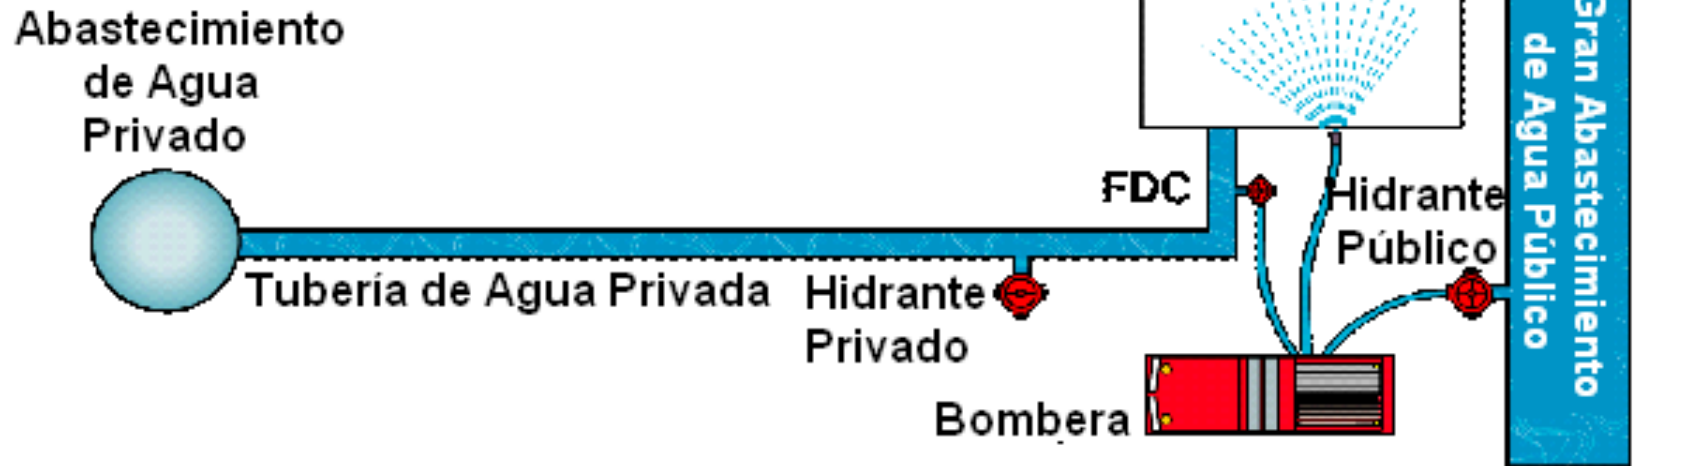 Abastecimiento
de Agua
Privado
FDC
Hidrante
Público
Tubería de Agua Privada
Hidrante
Privado
Bombera
Gran Abastecimiento
de Agua Público